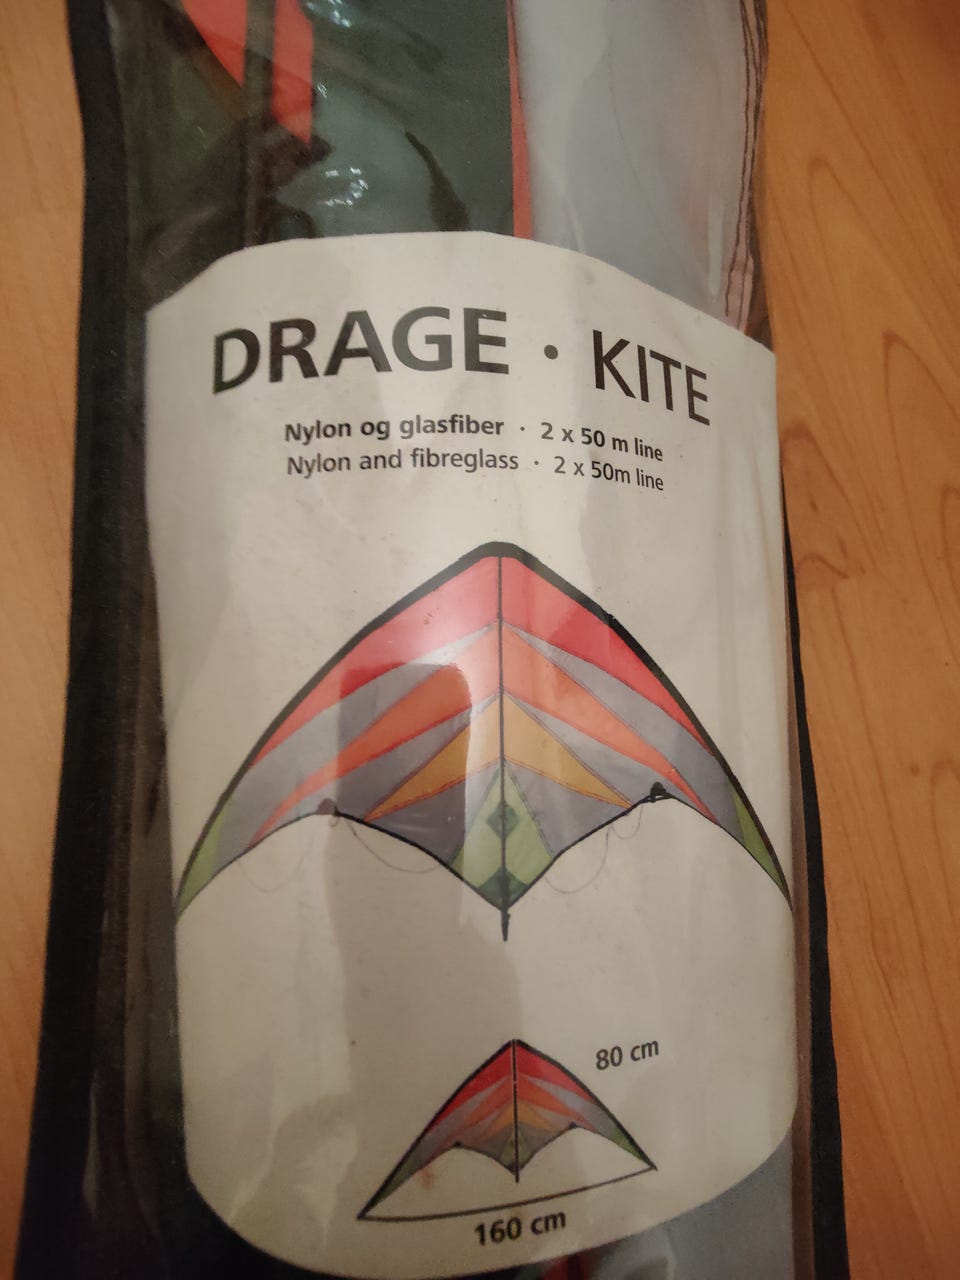 DRAGE · KITE
Nylon og glasfiber · 2 x 50 m line
Nylon and fibreglass · 2 x 50m line
80 cm
160 cm